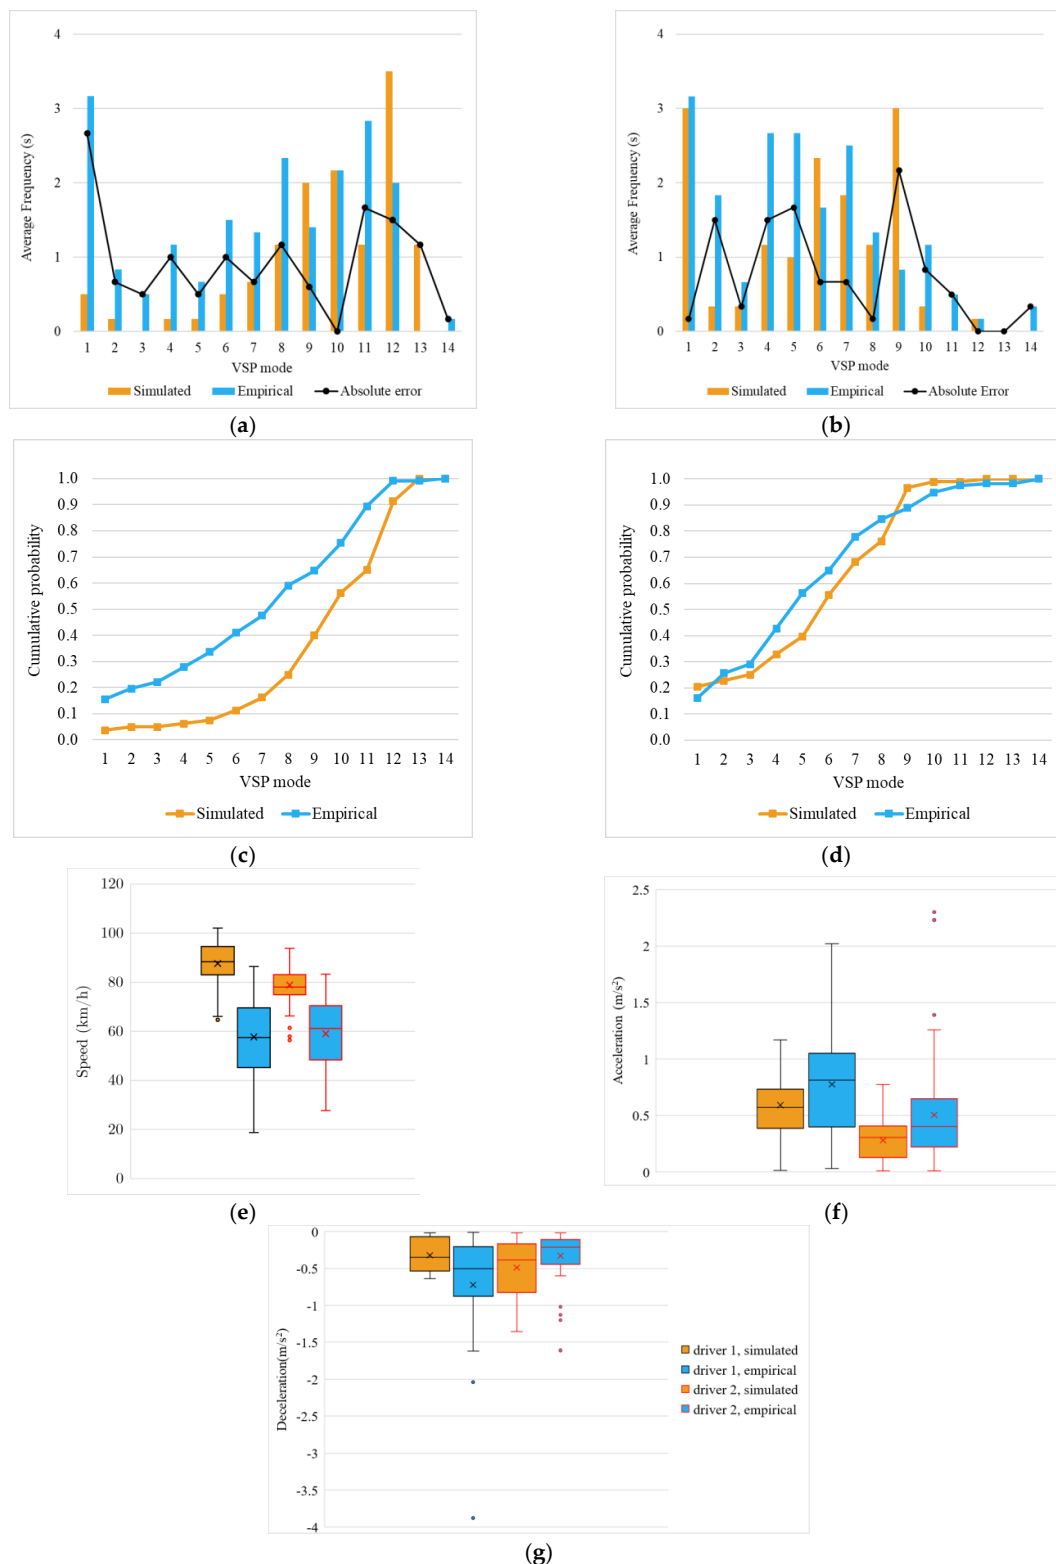 4
3
2
1
0
Average Frequency (s)
1 2 3 4 5 6 7 8 9 10 11 12 13 14
VSP mode
Simulated Empirical Absolute error
(a)
4
3
2
1
0
Average Frequency (s)
1 2 3 4 5 6 7 8 9 10 11 12 13 14
VSP mode
Simulated Empirical Absolute Error
(b)
1.0
0.9
0.8
0.7
0.6
0.5
0.4
0.3
0.2
0.1
0.0
Cumulative probability
1 2 3 4 5 6 7 8 9 10 11 12 13 14
VSP mode
Simulated Empirical
(c)
1.0
0.9
0.8
0.7
0.6
0.5
0.4
0.3
0.2
0.1
0.0
Cumulative probability
1 2 3 4 5 6 7 8 9 10 11 12 13 14
VSP mode
Simulated Empirical
(d)
120
100
80
60
40
20
0
Speed (km/h)
(e)
2.5
2
1.5
1
0.5
0
Acceleration (m/s²)
(f)
0
-0.5
-1
-1.5
-2
-2.5
-3
-3.5
-4
Deceleration(m/s²)
driver 1, simulated
driver 1, empirical
driver 2, simulated
driver 2, empirical
(g)